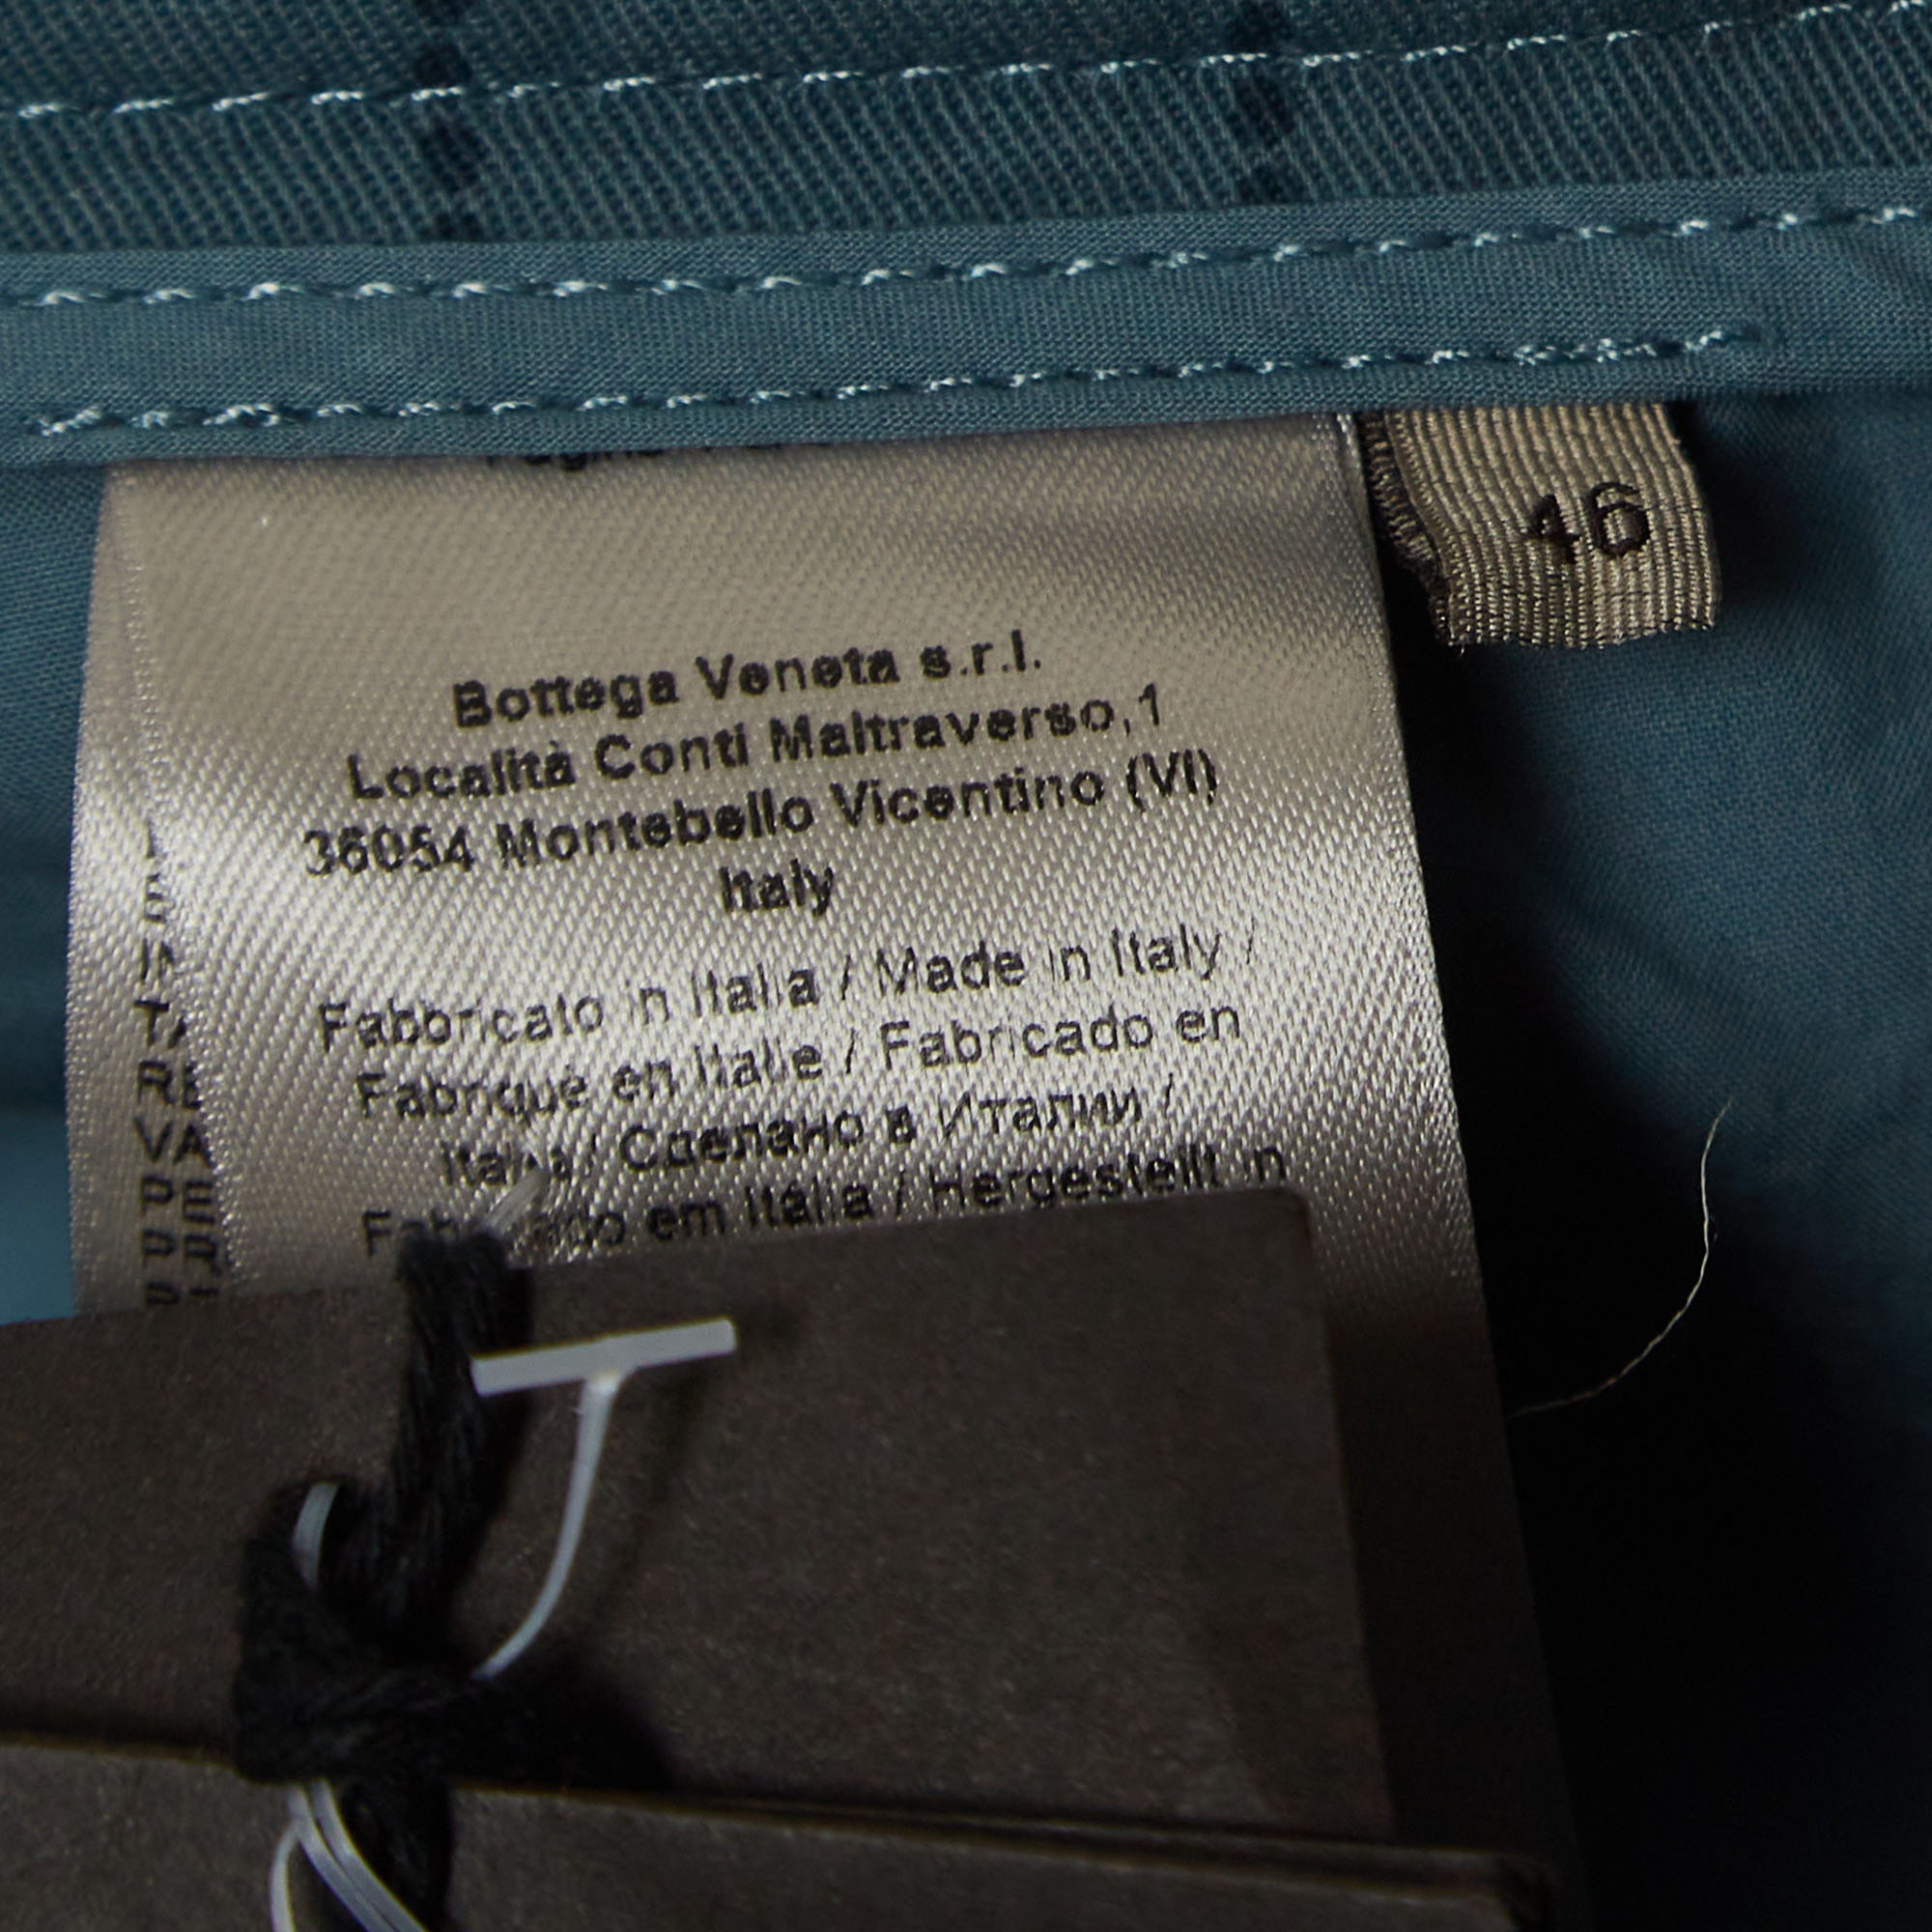 46
Bottega Veneta s.r.l.
Località Conti Maltraverso,1
36054 Montebello Vicentino (VI)
Italy
Fabbricato in Italia / Made in Italy /
Fabriqué en Italie / Fabricado en
Italia / Сделано в Италии /
em Itália / Hergestellt in